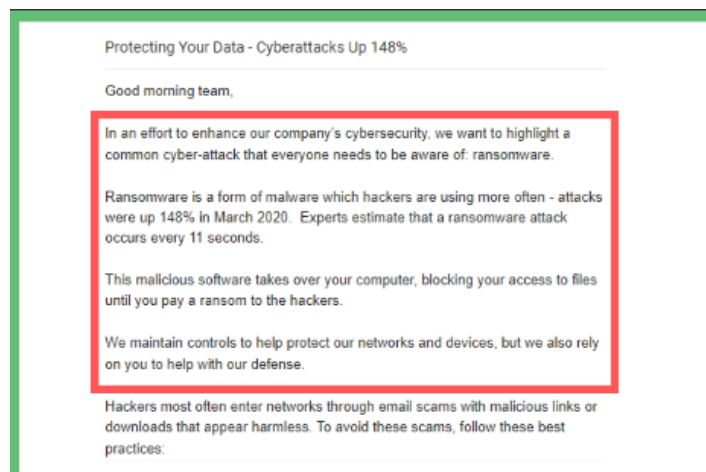 Protecting Your Data - Cyberattacks Up 148%
Good morning team,
In an effort to enhance our company's cybersecurity, we want to highlight a
common cyber-attack that everyone needs to be aware of: ransomware.
Ransomware is a form of malware which hackers are using more often - attacks
were up 148% in March 2020.  Experts estimate that a ransomware attack
occurs every 11 seconds.
This malicious software takes over your computer, blocking your access to files
until you pay a ransom to the hackers.
We maintain controls to help protect our networks and devices, but we also rely
on you to help with our defense.
Hackers most often enter networks through email scams with malicious links or
downloads that appear harmless. To avoid these scams, follow these best
practices: